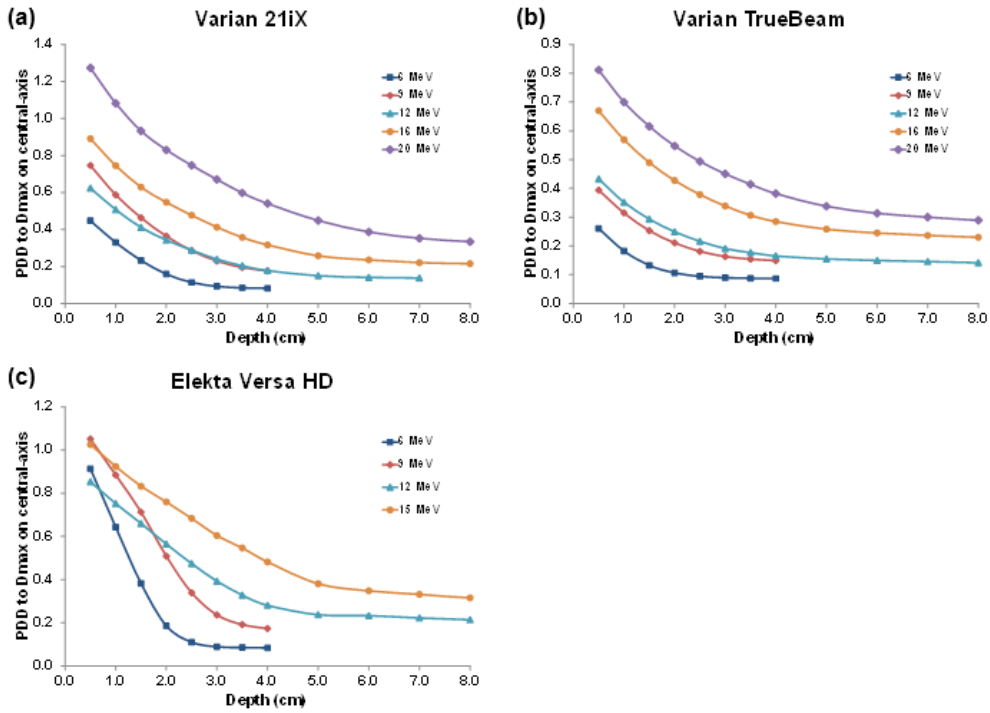 (a) Varian 21iX
PDD to Dmax on central-axis
1.4
1.2
1.0
0.8
0.6
0.4
0.2
0.0
0.0 1.0 2.0 3.0 4.0 5.0 6.0 7.0 8.0
Depth (cm)
6 MeV
9 MeV
12 MeV
16 MeV
20 MeV
(b) Varian TrueBeam
PDD to Dmax on central-axis
0.9
0.8
0.7
0.6
0.5
0.4
0.3
0.2
0.1
0.0
0.0 1.0 2.0 3.0 4.0 5.0 6.0 7.0 8.0
Depth (cm)
6 MeV
9 MeV
12 MeV
16 MeV
20 MeV
(c) Elekta Versa HD
PDD to Dmax on central-axis
1.2
1.0
0.8
0.6
0.4
0.2
0.0
0.0 1.0 2.0 3.0 4.0 5.0 6.0 7.0 8.0
Depth (cm)
6 MeV
9 MeV
12 MeV
15 MeV